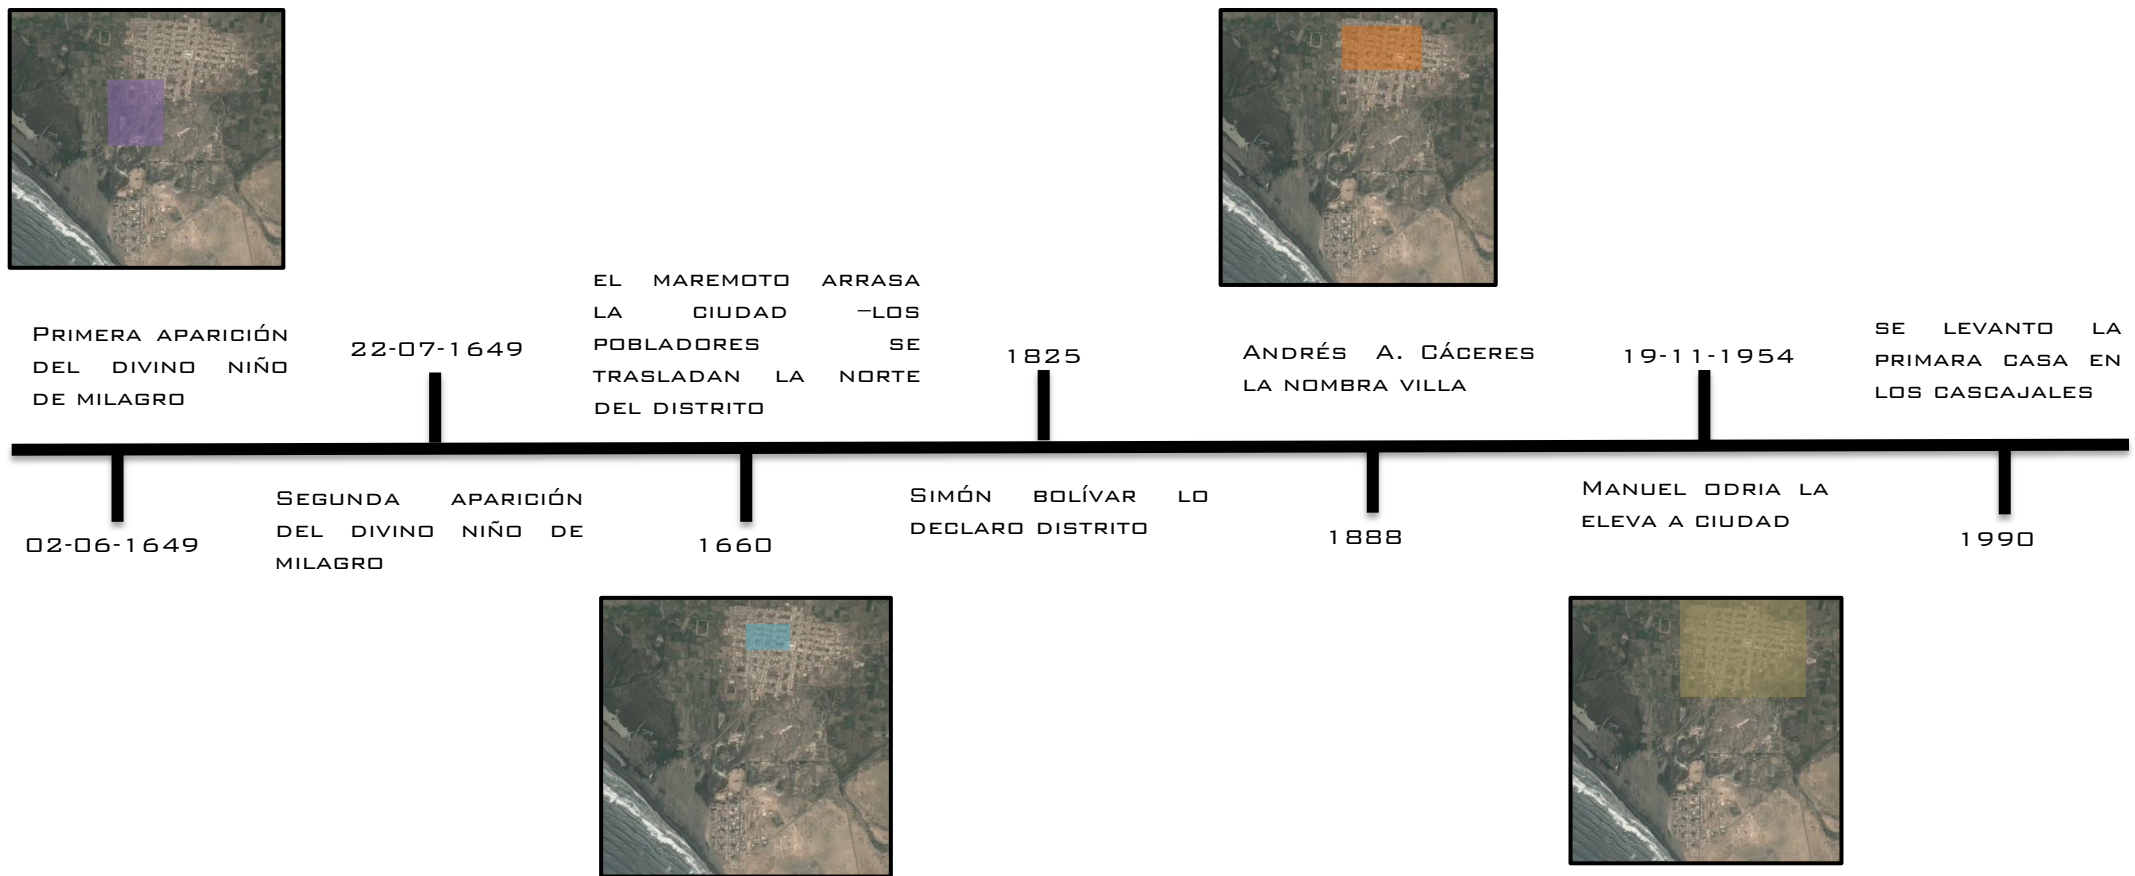 Primera aparición
del divino niño
de milagro
02-06-1649
22-07-1649
Segunda aparición
del divino niño de
milagro
el maremoto arrasa
la ciudad –los
pobladores se
trasladan la norte
del distrito
1660
1825
Simón bolívar lo
declaro distrito
Andrés A. Cáceres
la nombra villa
1888
19-11-1954
Manuel odria la
eleva a ciudad
se levanto la
primara casa en
los cascajales
1990